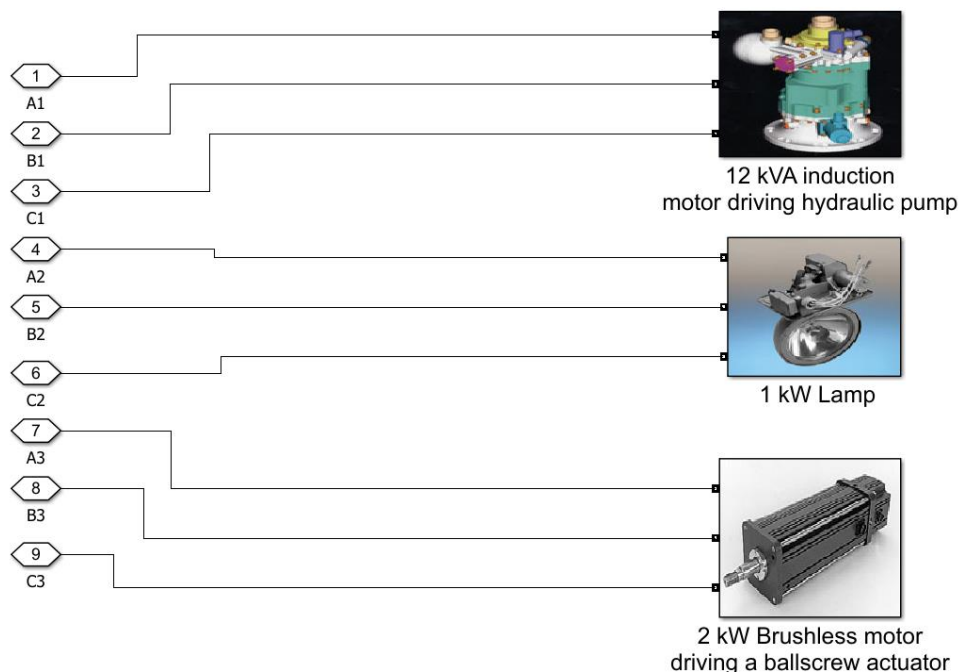 1
A1
2
B1
3
C1
12 kVA induction
motor driving hydraulic pump
4
A2
5
B2
6
C2
1 kW Lamp
7
A3
8
B3
9
C3
2 kW Brushless motor
driving a ballscrew actuator